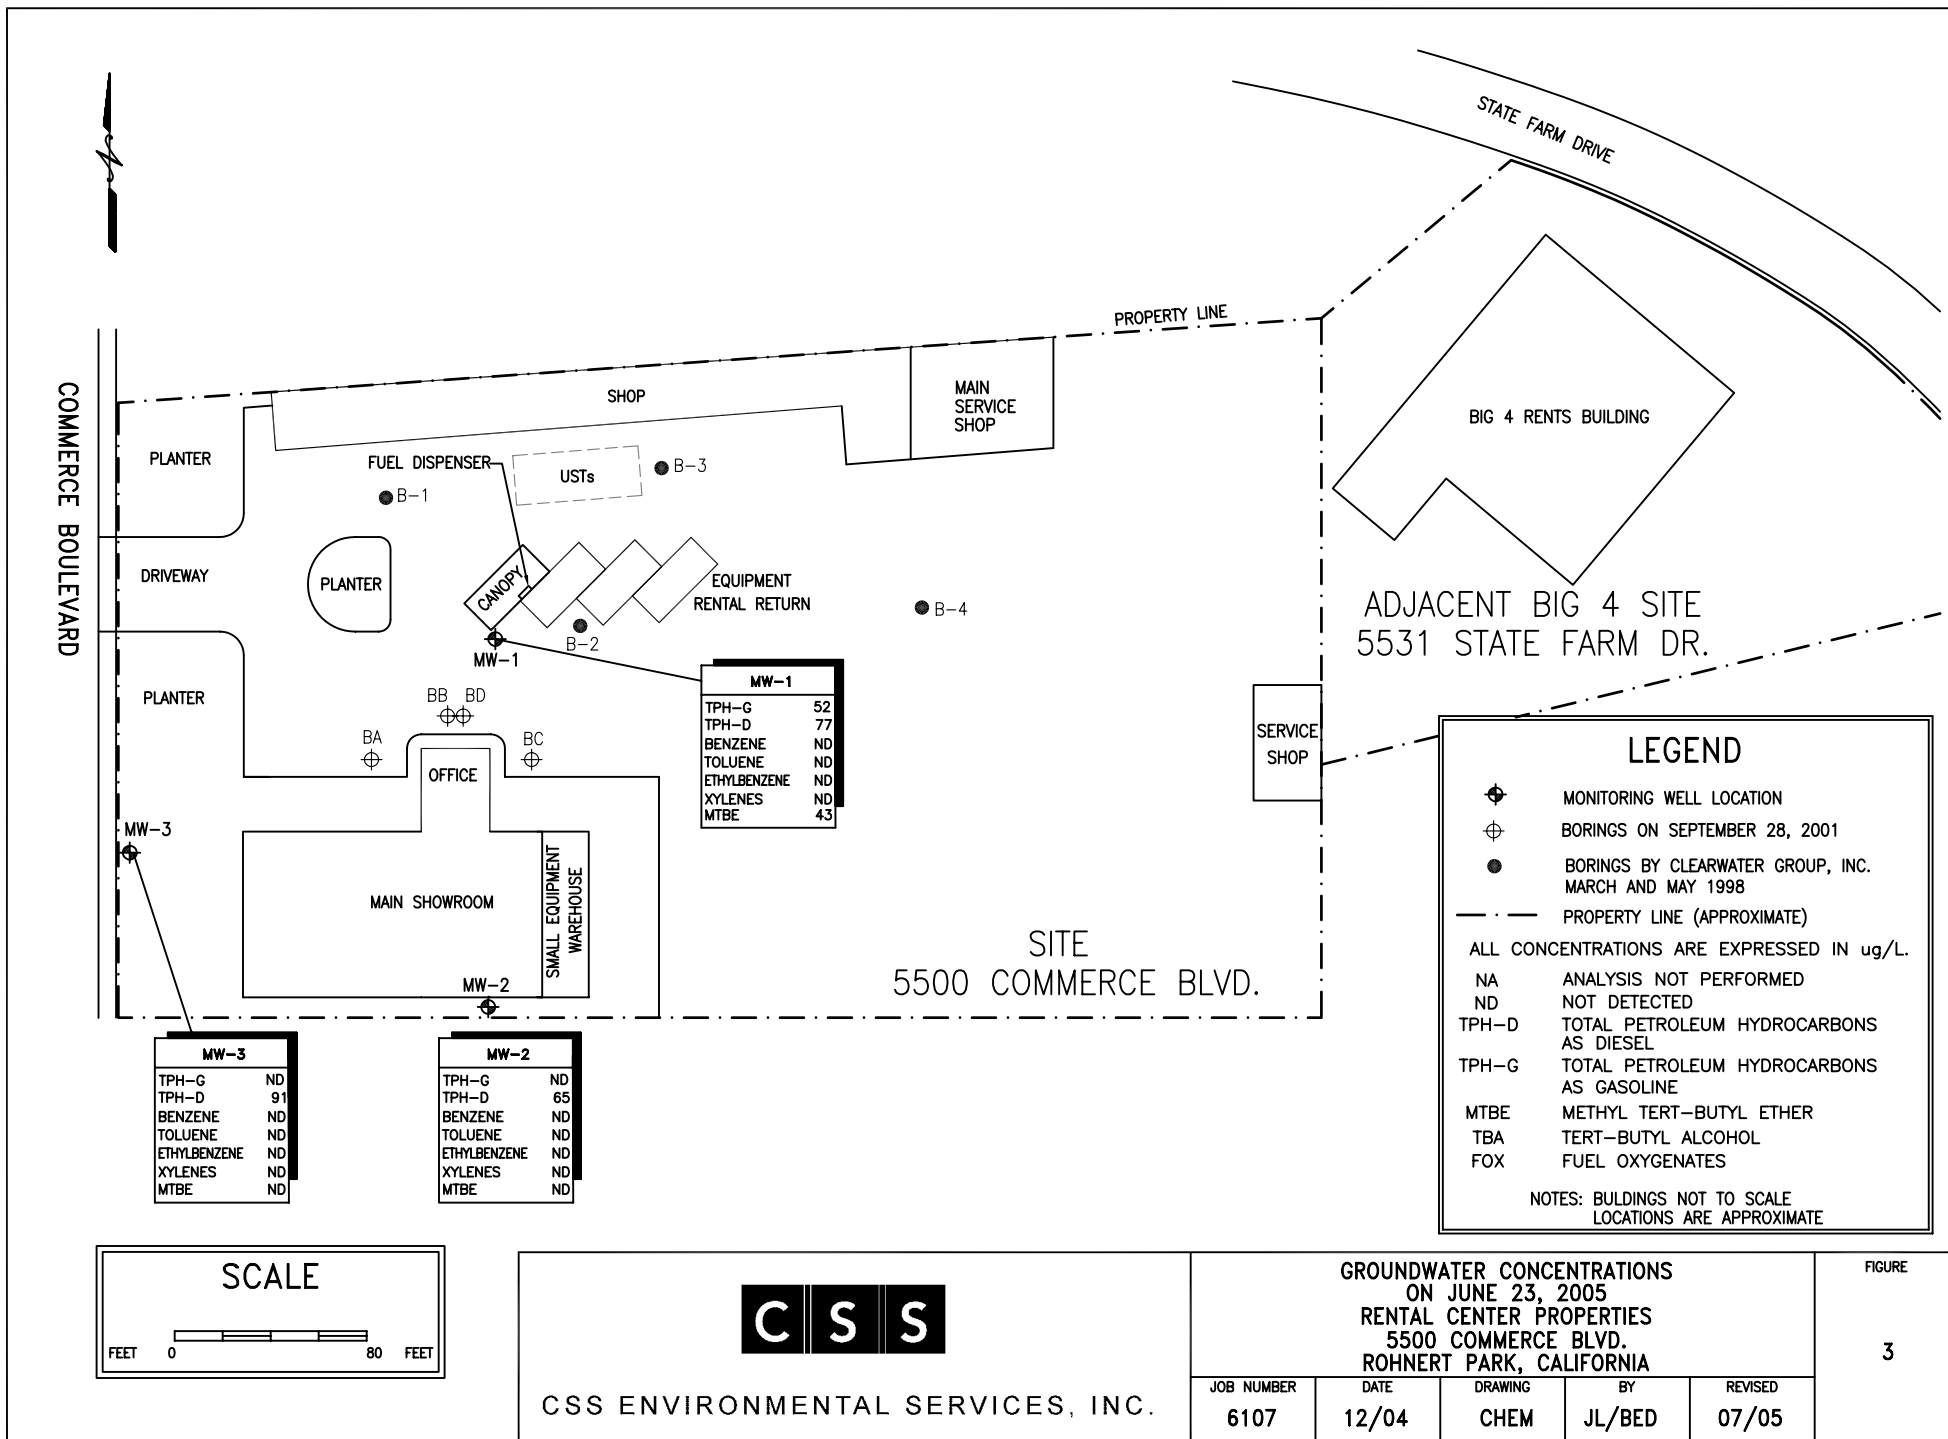 STATE FARM DRIVE
PROPERTY LINE
COMMERCE BOULEVARD
SHOP
MAIN
SERVICE
SHOP
BIG 4 RENTS BUILDING
PLANTER
FUEL DISPENSER
USTs
B-3
B-1
DRIVEWAY
PLANTER
CANOPY
EQUIPMENT
RENTAL RETURN
B-4
B-2
MW-1
ADJACENT BIG 4 SITE
5531 STATE FARM DR.
PLANTER
BB BD
BA
BC
OFFICE
MW-1
TPH-G 52
TPH-D 77
BENZENE ND
TOLUENE ND
ETHYLBENZENE ND
XYLENES ND
MTBE 43
SERVICE
SHOP
MW-3
MAIN SHOWROOM
SMALL EQUIPMENT
WAREHOUSE
MW-2
SITE
5500 COMMERCE BLVD.
MW-3
TPH-G ND
TPH-D 91
BENZENE ND
TOLUENE ND
ETHYLBENZENE ND
XYLENES ND
MTBE ND
MW-2
TPH-G ND
TPH-D 65
BENZENE ND
TOLUENE ND
ETHYLBENZENE ND
XYLENES ND
MTBE ND
LEGEND
MONITORING WELL LOCATION
BORINGS ON SEPTEMBER 28, 2001
BORINGS BY CLEARWATER GROUP, INC.
MARCH AND MAY 1998
PROPERTY LINE (APPROXIMATE)
ALL CONCENTRATIONS ARE EXPRESSED IN ug/L.
NA ANALYSIS NOT PERFORMED
ND NOT DETECTED
TPH-D TOTAL PETROLEUM HYDROCARBONS
AS DIESEL
TPH-G TOTAL PETROLEUM HYDROCARBONS
AS GASOLINE
MTBE METHYL TERT-BUTYL ETHER
TBA TERT-BUTYL ALCOHOL
FOX FUEL OXYGENATES
NOTES: BULDINGS NOT TO SCALE
LOCATIONS ARE APPROXIMATE
SCALE
FEET 0 80 FEET
C S S
CSS ENVIRONMENTAL SERVICES, INC.
GROUNDWATER CONCENTRATIONS
ON JUNE 23, 2005
RENTAL CENTER PROPERTIES
5500 COMMERCE BLVD.
ROHNERT PARK, CALIFORNIA
FIGURE
3
JOB NUMBER
6107
DATE
12/04
DRAWING
CHEM
BY
JL/BED
REVISED
07/05
N